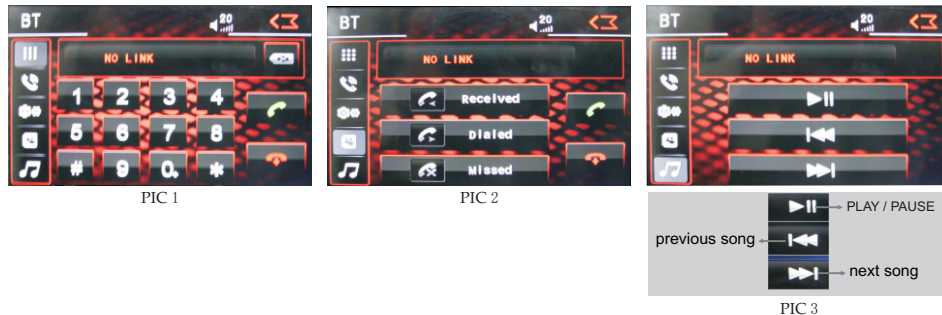 BT 20
NO LINK
1 2 3 4
5 6 7 8
# 9 0. *
PIC 1
BT 20
NO LINK
Received
Dialed
Missed
PIC 2
BT 20
NO LINK
PLAY / PAUSE
previous song
next song
PIC 3